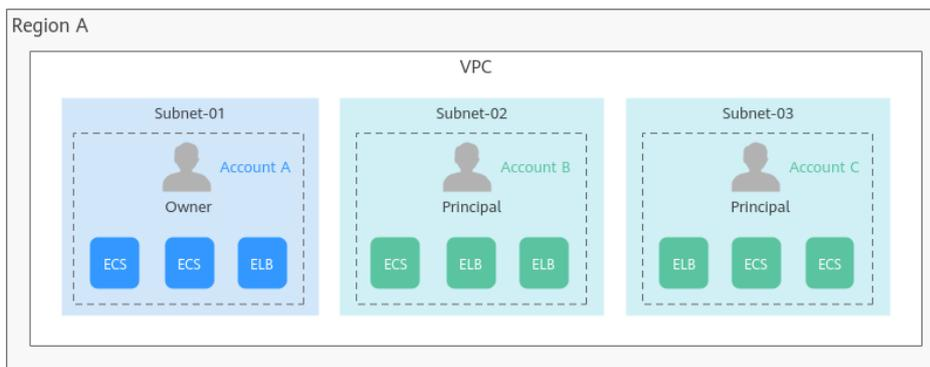 Region A
VPC
Subnet-01
Subnet-02
Subnet-03
Account A
Account B
Account C
Owner
Principal
Principal
ECS
ECS
ELB
ECS
ELB
ELB
ELB
ECS
ECS